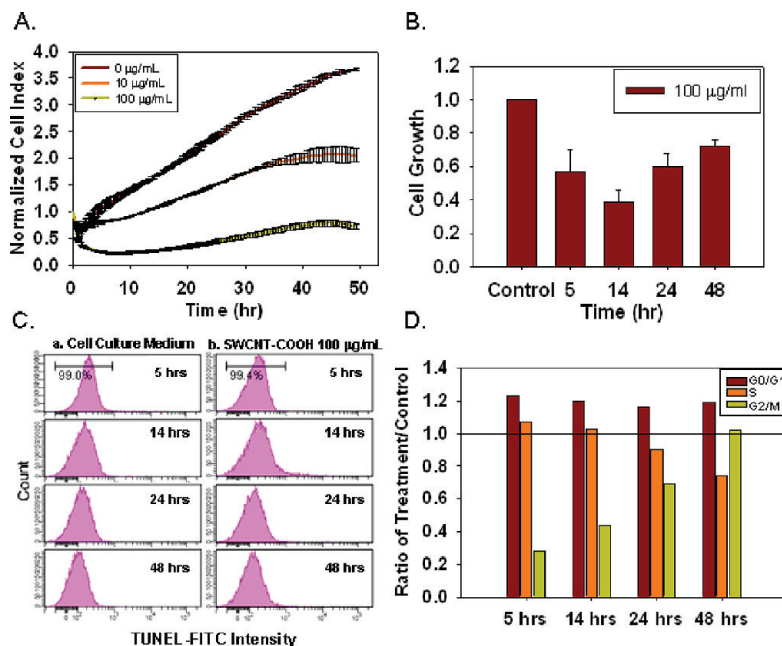 A.
4.0
3.5
3.0
2.5
2.0
1.5
1.0
0.5
0.0
Normalized Cell Index
0 µg/mL
10 µg/mL
100 µg/mL
0 10 20 30 40 50
Time (hr)
B.
1.2
1.0
0.8
0.6
0.4
0.2
0.0
Cell Growth
100 µg/ml
Control 5 14 24 48
Time (hr)
C.
a. Cell Culture Medium
b. SWCNT-COOH 100 µg/mL
99.0%
5 hrs
99.4%
5 hrs
14 hrs
14 hrs
24 hrs
24 hrs
48 hrs
48 hrs
Count
TUNEL-FITC Intensity
D.
1.4
1.2
1.0
0.8
0.6
0.4
0.2
0.0
Ratio of Treatment/Control
G0/G1
S
G2/M
5 hrs 14 hrs 24 hrs 48 hrs